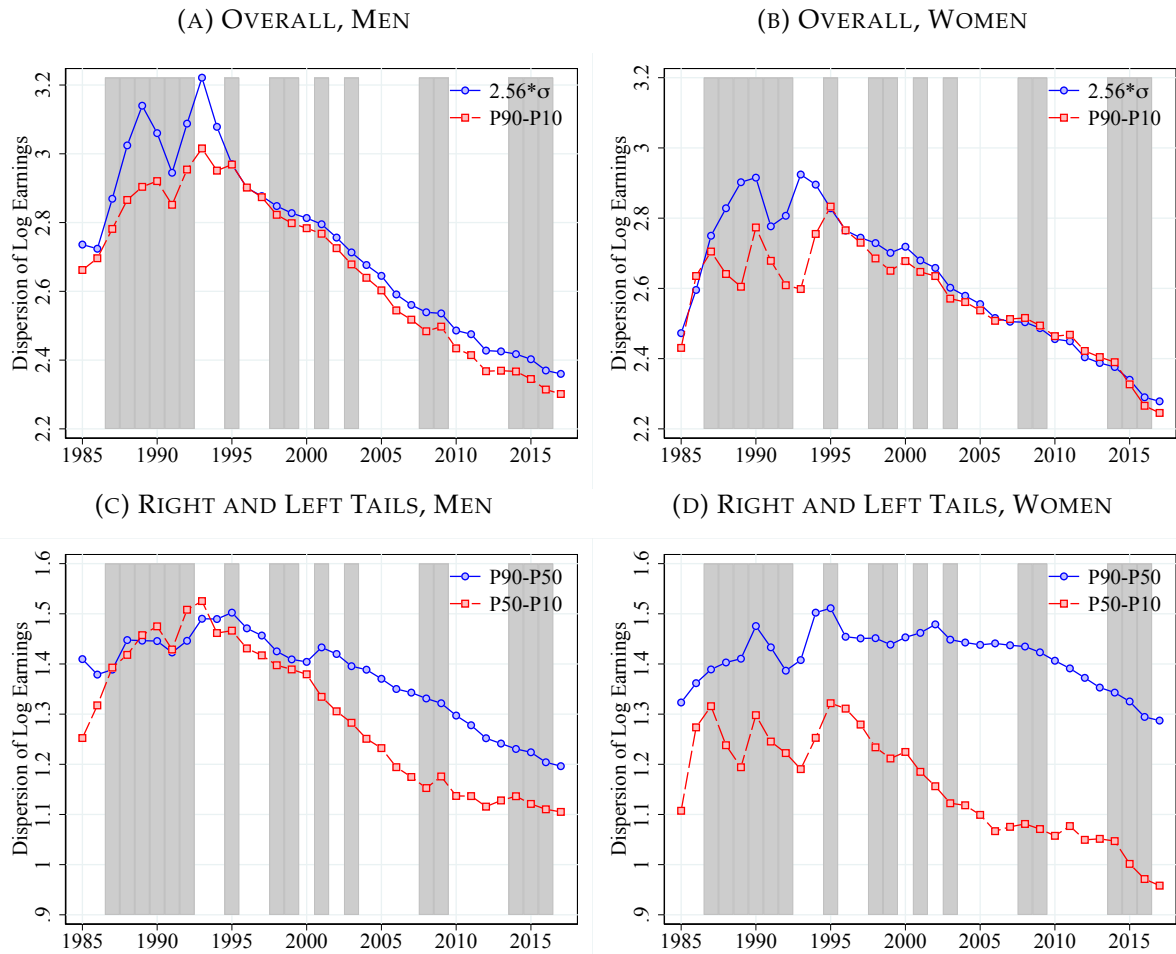 (A) OVERALL, MEN
(B) OVERALL, WOMEN
Dispersion of Log Earnings
3.2
3
2.8
2.6
2.4
2.2
2.56*σ
P90-P10
1985 1990 1995 2000 2005 2010 2015
Dispersion of Log Earnings
3.2
3
2.8
2.6
2.4
2.2
2.56*σ
P90-P10
1985 1990 1995 2000 2005 2010 2015
(C) RIGHT AND LEFT TAILS, MEN
(D) RIGHT AND LEFT TAILS, WOMEN
Dispersion of Log Earnings
1.6
1.5
1.4
1.3
1.2
1.1
1
.9
P90-P50
P50-P10
1985 1990 1995 2000 2005 2010 2015
Dispersion of Log Earnings
1.6
1.5
1.4
1.3
1.2
1.1
1
.9
P90-P50
P50-P10
1985 1990 1995 2000 2005 2010 2015